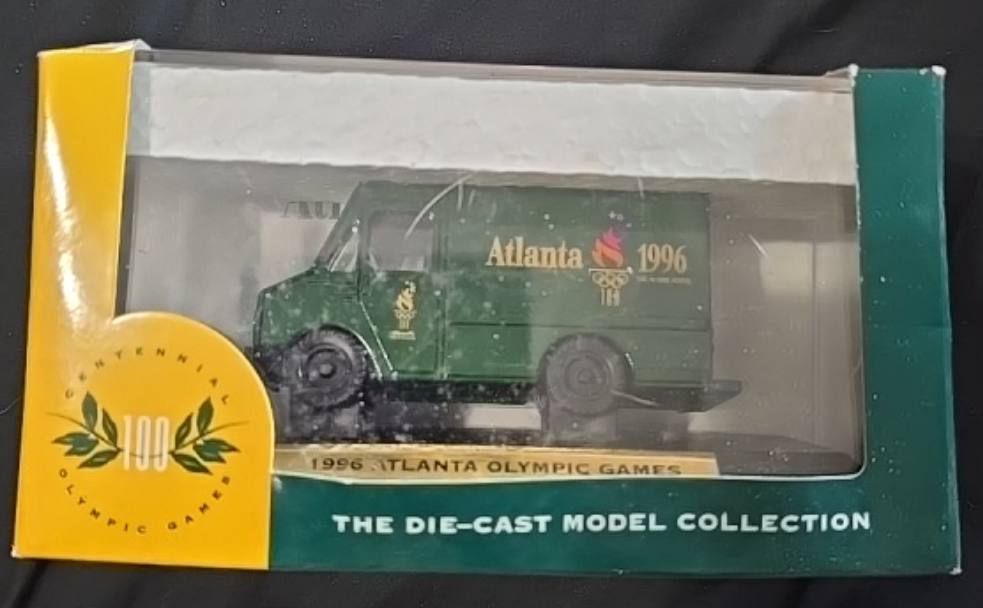 Atlanta 1996
CENTENNIAL
100
OLYMPIC GAMES
1996 ATLANTA OLYMPIC GAMES
THE DIE-CAST MODEL COLLECTION